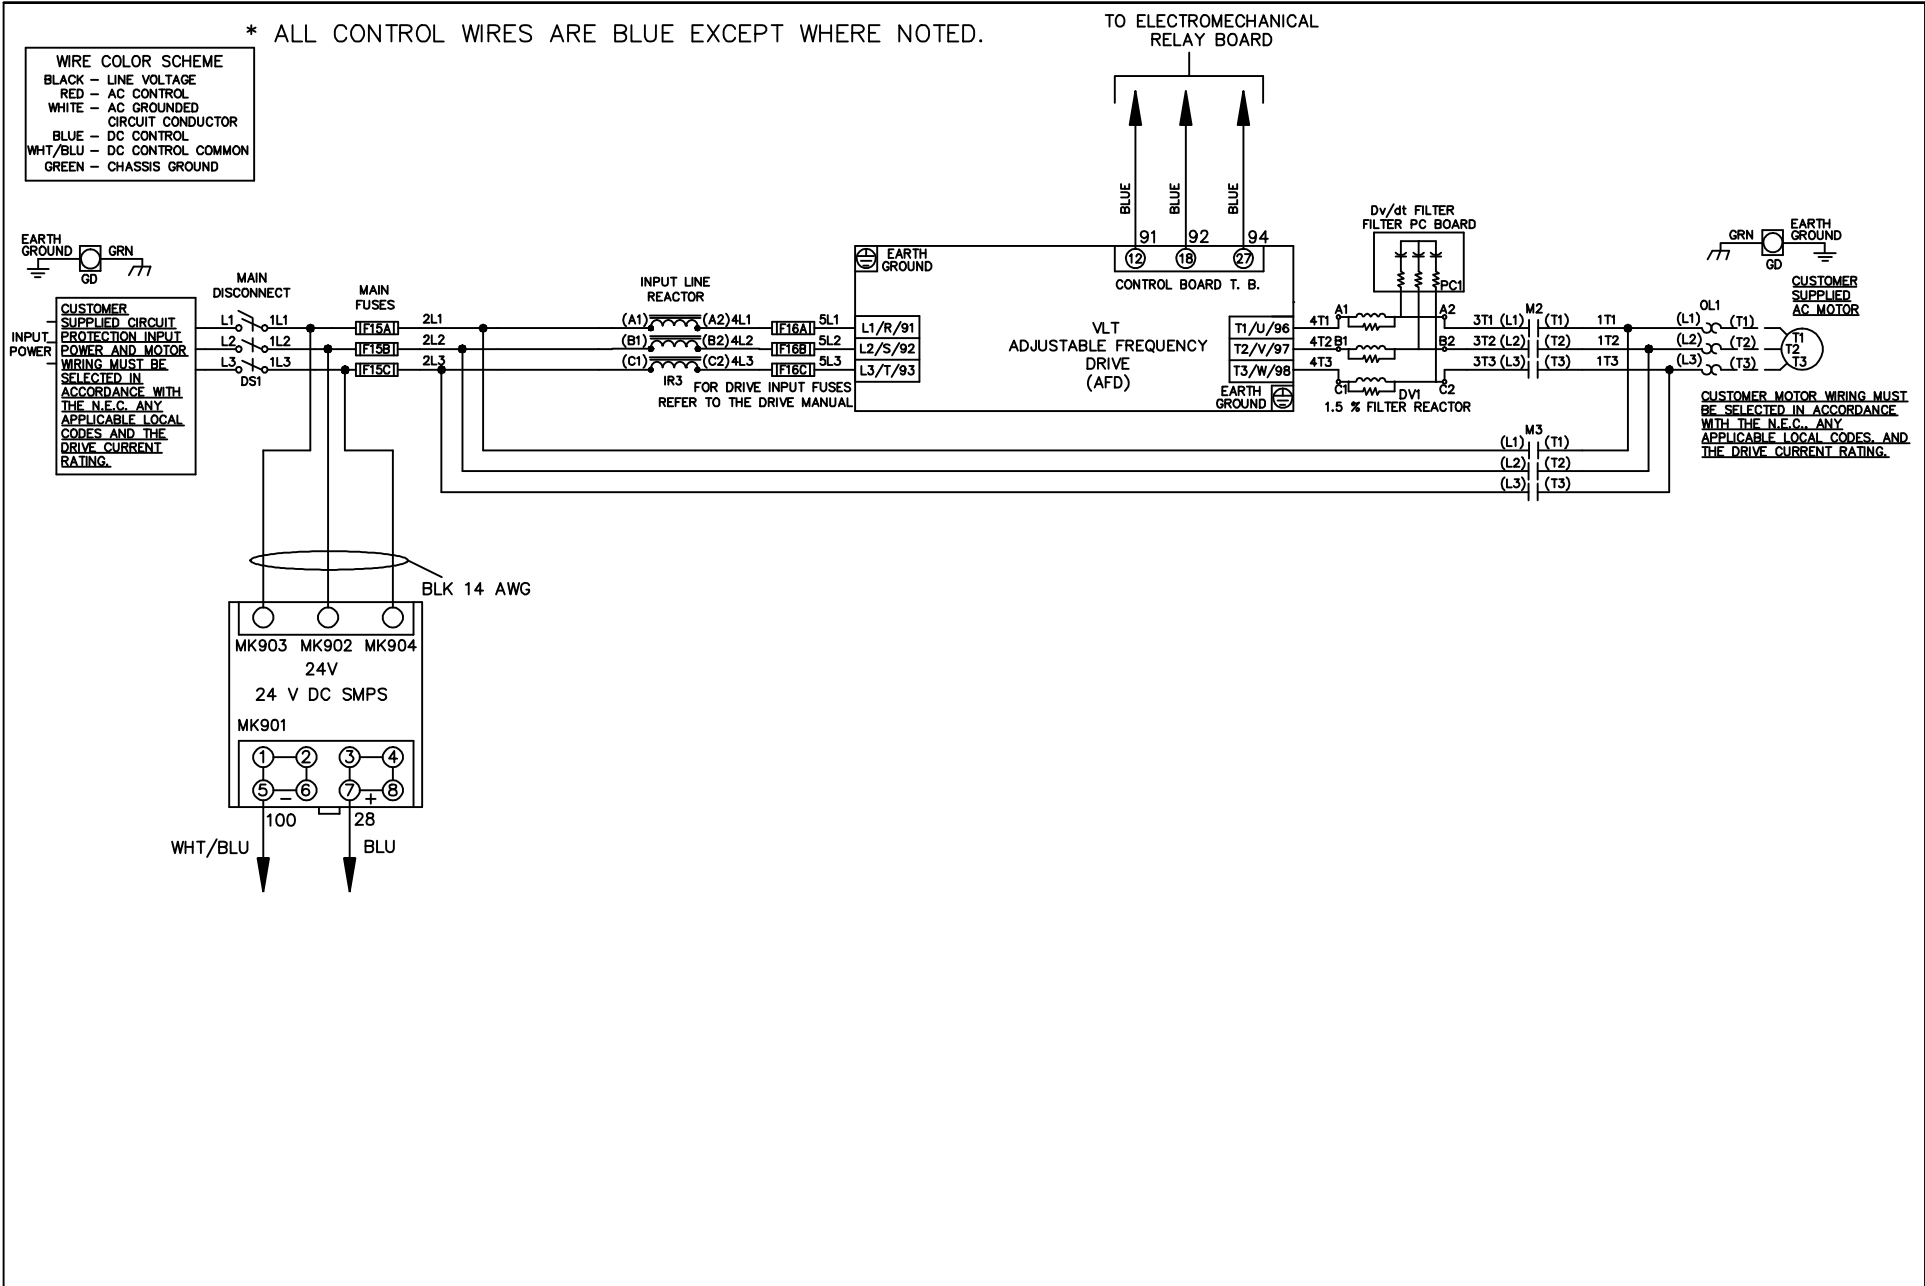 * ALL CONTROL WIRES ARE BLUE EXCEPT WHERE NOTED.
TO ELECTROMECHANICAL
RELAY BOARD
WIRE COLOR SCHEME
BLACK – LINE VOLTAGE
RED – AC CONTROL
WHITE – AC GROUNDED
CIRCUIT CONDUCTOR
BLUE – DC CONTROL
WHT/BLU – DC CONTROL COMMON
GREEN – CHASSIS GROUND
BLUE
BLUE
BLUE
91 92 94
12 18 27
CONTROL BOARD T. B.
Dv/dt FILTER
FILTER PC BOARD
PC1
EARTH
GROUND
GRN
GD
GRN
GD
EARTH
GROUND
CUSTOMER
SUPPLIED
AC MOTOR
INPUT
POWER
CUSTOMER
SUPPLIED CIRCUIT
PROTECTION INPUT
POWER AND MOTOR
WIRING MUST BE
SELECTED IN
ACCORDANCE WITH
THE N.E.C. ANY
APPLICABLE LOCAL
CODES AND THE
DRIVE CURRENT
RATING.
MAIN
DISCONNECT
L1 1L1
L2 1L2
L3 1L3
DS1
MAIN
FUSES
F15A 2L1
F15B 2L2
F15C 2L3
INPUT LINE
REACTOR
(A1) (A2) 4L1
(B1) (B2) 4L2
(C1) (C2) 4L3
IR3
F16A 5L1
F16B 5L2
F16C 5L3
FOR DRIVE INPUT FUSES
REFER TO THE DRIVE MANUAL
EARTH
GROUND
L1/R/91
L2/S/92
L3/T/93
VLT
ADJUSTABLE FREQUENCY
DRIVE
(AFD)
T1/U/96
T2/V/97
T3/W/98
EARTH
GROUND
4T1 A1 A2
4T2 B1 B2
4T3
C1 DV1 C2
1.5 % FILTER REACTOR
M2
3T1 (L1) (T1) 1T1
3T2 (L2) (T2) 1T2
3T3 (L3) (T3) 1T3
M3
(L1) (T1)
(L2) (T2)
(L3) (T3)
OL1
(L1) (T1)
(L2) (T2)
(L3) (T3)
T1
T2
T3
CUSTOMER MOTOR WIRING MUST
BE SELECTED IN ACCORDANCE
WITH THE N.E.C., ANY
APPLICABLE LOCAL CODES, AND
THE DRIVE CURRENT RATING.
BLK 14 AWG
MK903 MK902 MK904
24V
24 V DC SMPS
MK901
1 2 3 4
5 6 7 8
– +
100 28
WHT/BLU BLU